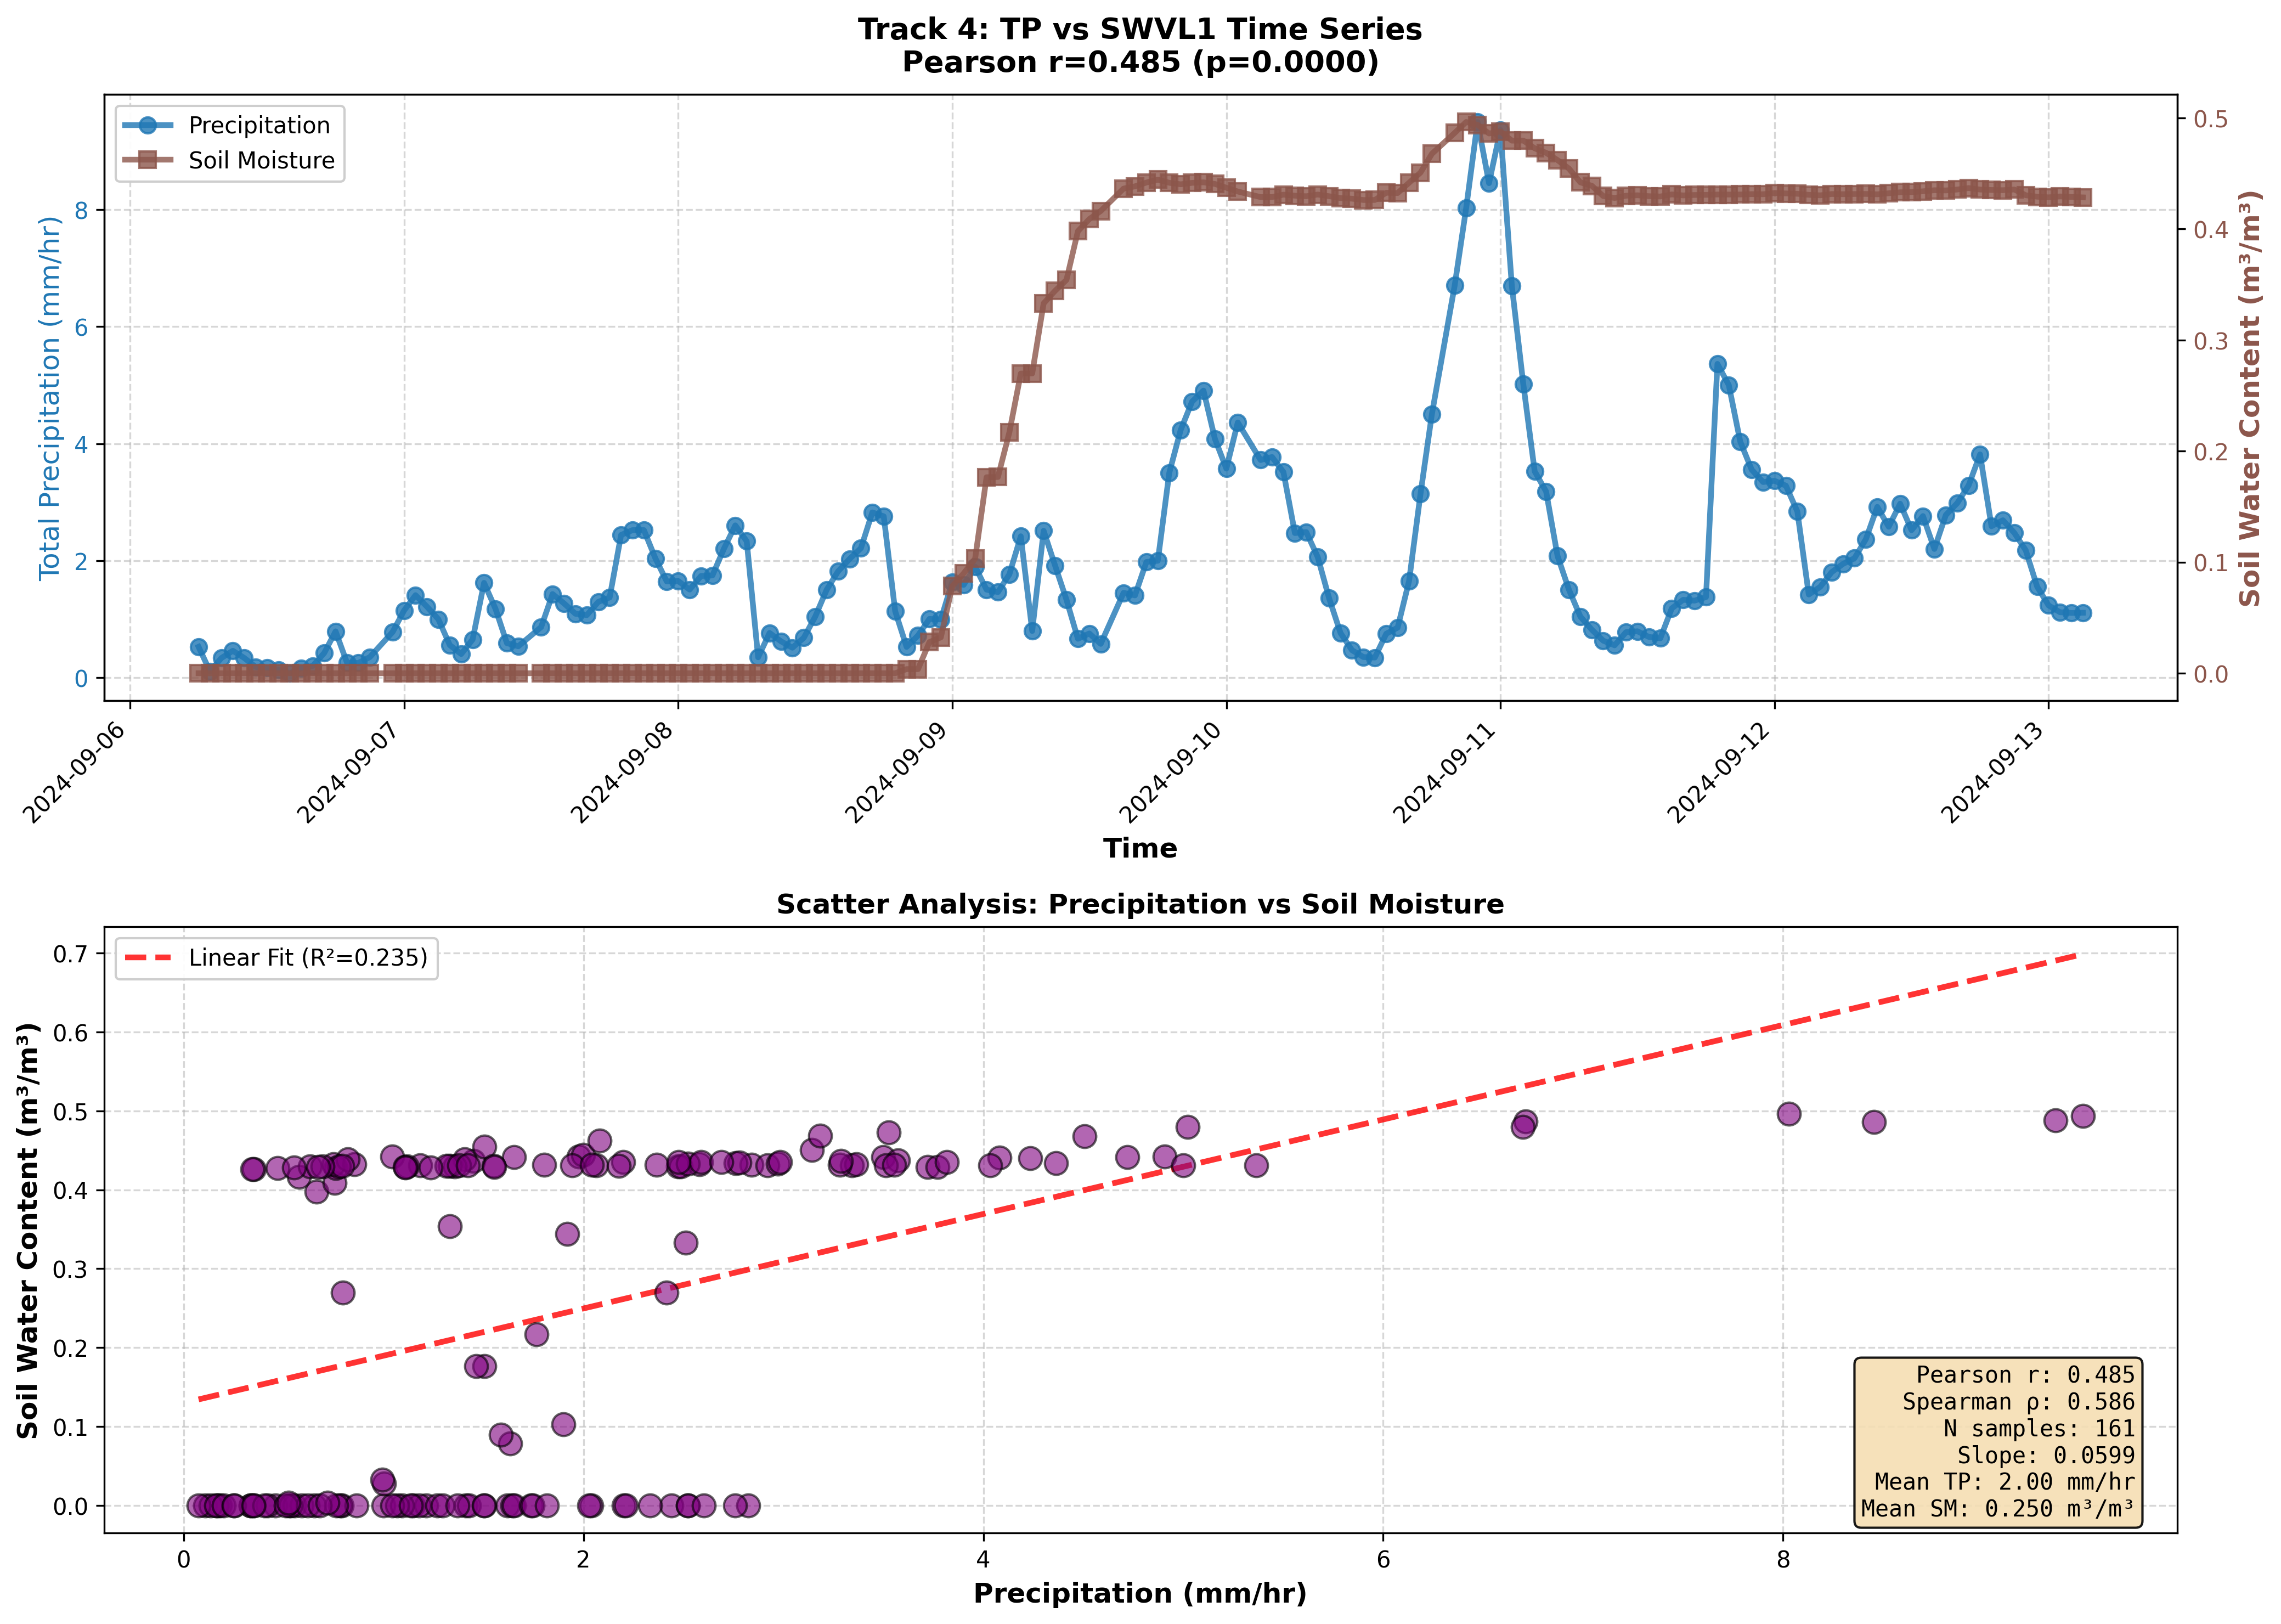 Track 4: TP vs SWVL1 Time Series
Pearson r=0.485 (p=0.0000)
Precipitation
Soil Moisture
Total Precipitation (mm/hr)
8
6
4
2
0
0.5
0.4
0.3
0.2
0.1
0.0
Soil Water Content (m³/m³)
2024-09-06
2024-09-07
2024-09-08
2024-09-09
2024-09-10
2024-09-11
2024-09-12
2024-09-13
Time
Scatter Analysis: Precipitation vs Soil Moisture
Linear Fit (R²=0.235)
Soil Water Content (m³/m³)
0.7
0.6
0.5
0.4
0.3
0.2
0.1
0.0
Pearson r: 0.485
Spearman ρ: 0.586
N samples: 161
Slope: 0.0599
Mean TP: 2.00 mm/hr
Mean SM: 0.250 m³/m³
0
2
4
6
8
Precipitation (mm/hr)